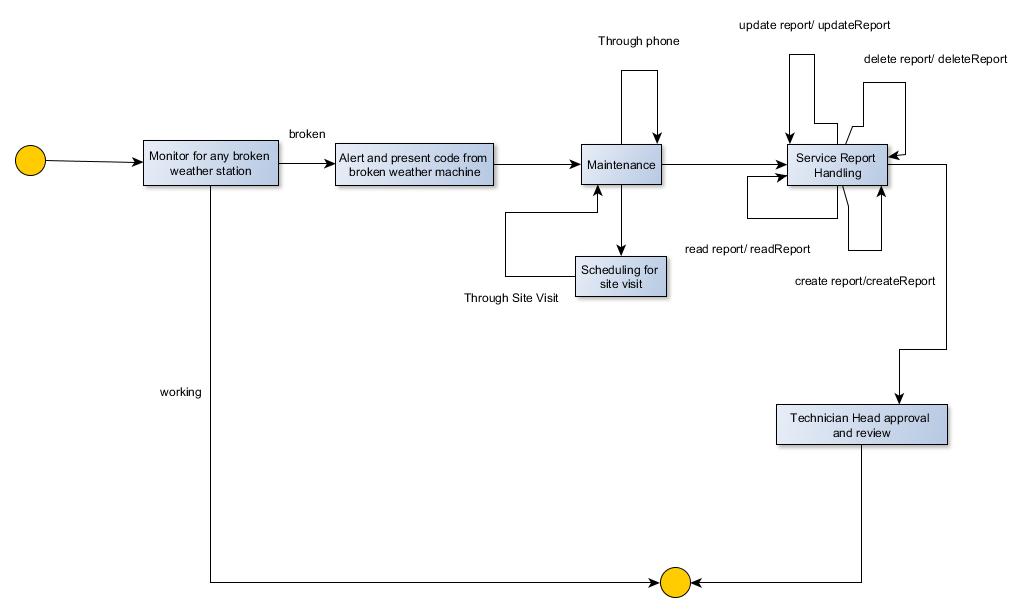 update report/ updateReport
Through phone
delete report/ deleteReport
broken
Monitor for any broken
weather station
Alert and present code from
broken weather machine
Maintenance
Service Report
Handling
read report/ readReport
Scheduling for
site visit
create report/createReport
Through Site Visit
working
Technician Head approval
and review